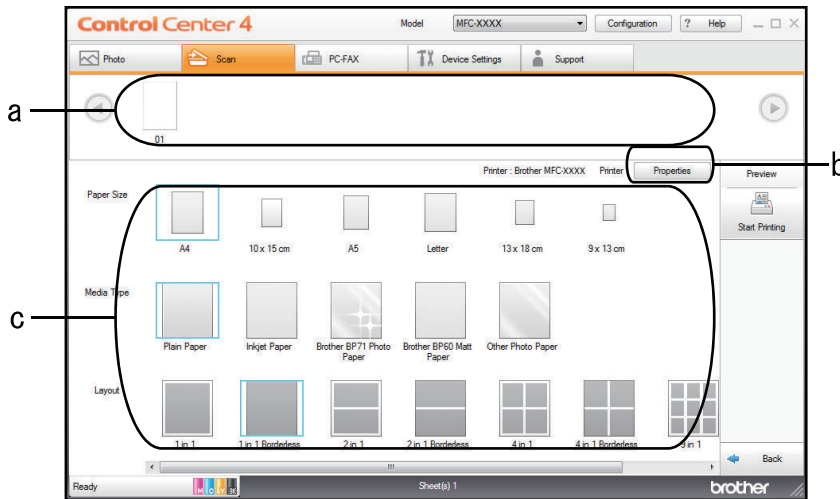 Control Center 4
Model MFC-XXXX Configuration ? Help
Photo Scan PC-FAX Device Settings Support
a
01
b
Printer : Brother MFC-XXXX Printer Properties Preview
Start Printing
Paper Size
A4 10 x 15 cm A5 Letter 13 x 18 cm 9 x 13 cm
c
Media Type
Plain Paper Inkjet Paper Brother BP71 Photo Paper Brother BP60 Matt Paper Other Photo Paper
Layout
1 in 1 1 in 1 Borderless 2 in 1 2 in 1 Borderless 4 in 1 4 in 1 Borderless 9 in 1
Back
Ready M C Y BK Sheet(s) 1 brother